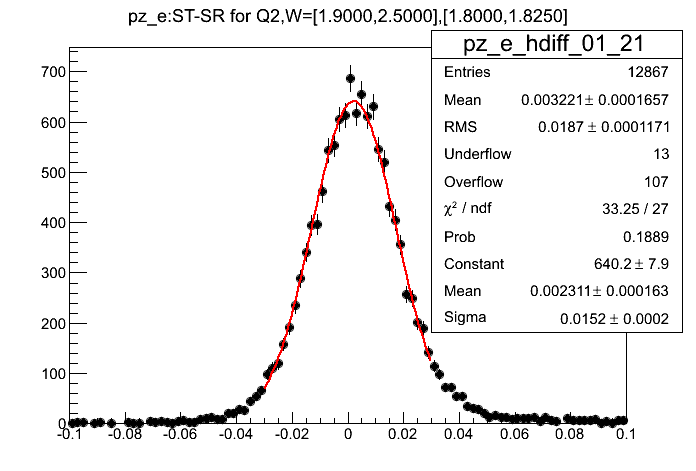 pz_e:ST-SR for Q2,W=[1.9000,2.5000],[1.8000,1.8250]
pz_e_hdiff_01_21
Entries 12867
Mean 0.003221± 0.0001657
RMS 0.0187 ± 0.0001171
Underflow 13
Overflow 107
χ² / ndf 33.25 / 27
Prob 0.1889
Constant 640.2 ± 7.9
Mean 0.002311± 0.000163
Sigma 0.0152 ± 0.0002
700
600
500
400
300
200
100
0
-0.1 -0.08 -0.06 -0.04 -0.02 0 0.02 0.04 0.06 0.08 0.1